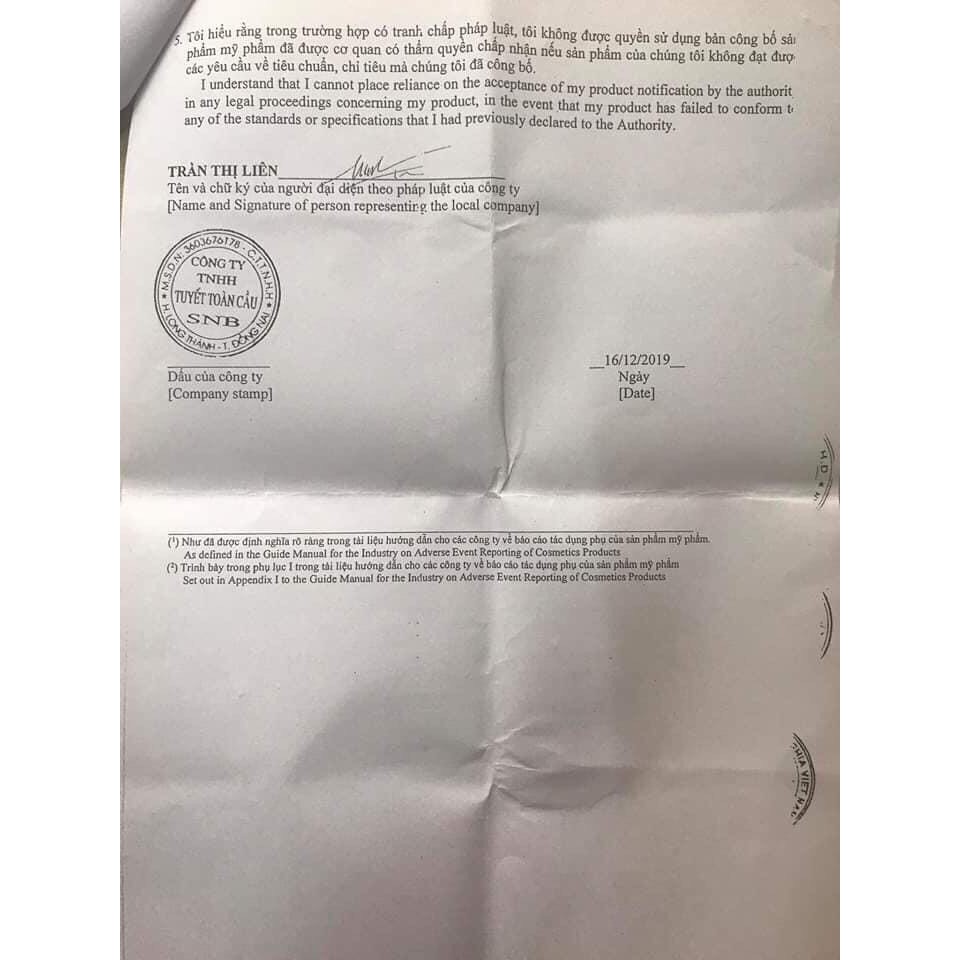 5. Tôi hiểu rằng trong trường hợp có tranh chấp pháp luật, tôi không được quyền sử dụng bản công bố sả
phẩm mỹ phẩm đã được cơ quan có thẩm quyền chấp nhận nếu sản phẩm của chúng tôi không đạt đượ
các yêu cầu về tiêu chuẩn, chỉ tiêu mà chúng tôi đã công bố.
I understand that I cannot place reliance on the acceptance of my product notification by the authorit
in any legal proceedings concerning my product, in the event that my product has failed to conform t
any of the standards or specifications that I had previously declared to the Authority.
TRẦN THỊ LIÊN
Tên và chữ ký của người đại diện theo pháp luật của công ty
[Name and Signature of person representing the local company]
M.S.D.N: 3603676178 - C.T.T.N.H.H
CÔNG TY
TNHH
TUYẾT TOÀN CẦU
SNB
H. LONG THÀNH - T. ĐỒNG NAI
Dấu của công ty
[Company stamp]
__16/12/2019__
Ngày
[Date]
H.D ★
(¹) Như đã được định nghĩa rõ ràng trong tài liệu hướng dẫn cho các công ty về báo cáo tác dụng phụ của sản phẩm mỹ phẩm.
As defined in the Guide Manual for the Industry on Adverse Event Reporting of Cosmetics Products
(²) Trình bày trong phụ lục I trong tài liệu hướng dẫn cho các công ty về báo cáo tác dụng phụ của sản phẩm mỹ phẩm
Set out in Appendix I to the Guide Manual for the Industry on Adverse Event Reporting of Cosmetics Products
HĨA VIỆT NA